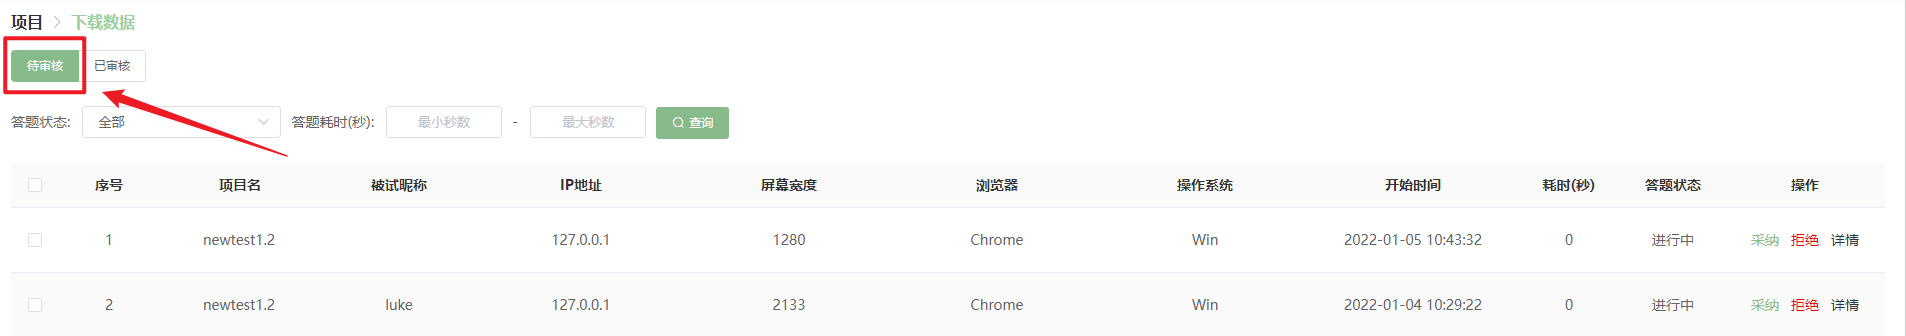 项目 > 下载数据
待审核 已审核
答题状态: 全部 答题耗时(秒): 最小秒数 - 最大秒数 查询
序号 项目名 被试昵称 IP地址 屏幕宽度 浏览器 操作系统 开始时间 耗时(秒) 答题状态 操作
1 newtest1.2 127.0.0.1 1280 Chrome Win 2022-01-05 10:43:32 0 进行中 采纳 拒绝 详情
2 newtest1.2 luke 127.0.0.1 2133 Chrome Win 2022-01-04 10:29:22 0 进行中 采纳 拒绝 详情